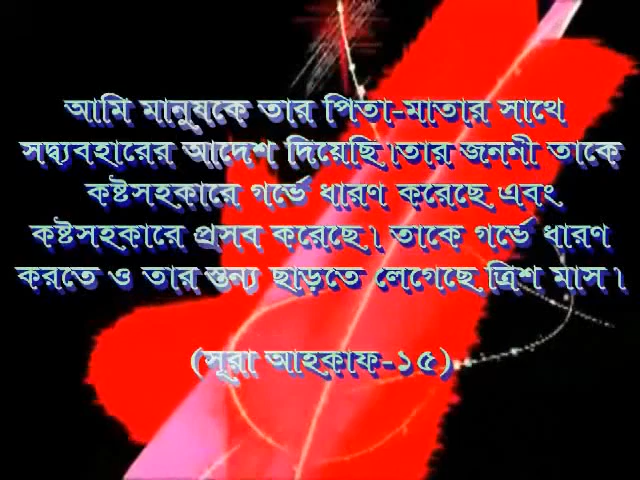 আমি মানুষকে তার পিতা-মাতার সাথে
সদ্ব্যবহারের আদেশ দিয়েছি।তার জননী তাকে
কষ্টসহকারে গর্ভে ধারণ করেছে এবং
কষ্টসহকারে প্রসব করেছে। তাকে গর্ভে ধারণ
করতে ও তার স্তন্য ছাড়তে লেগেছে ত্রিশ মাস।
(সূরা আহকাফ-১৫)